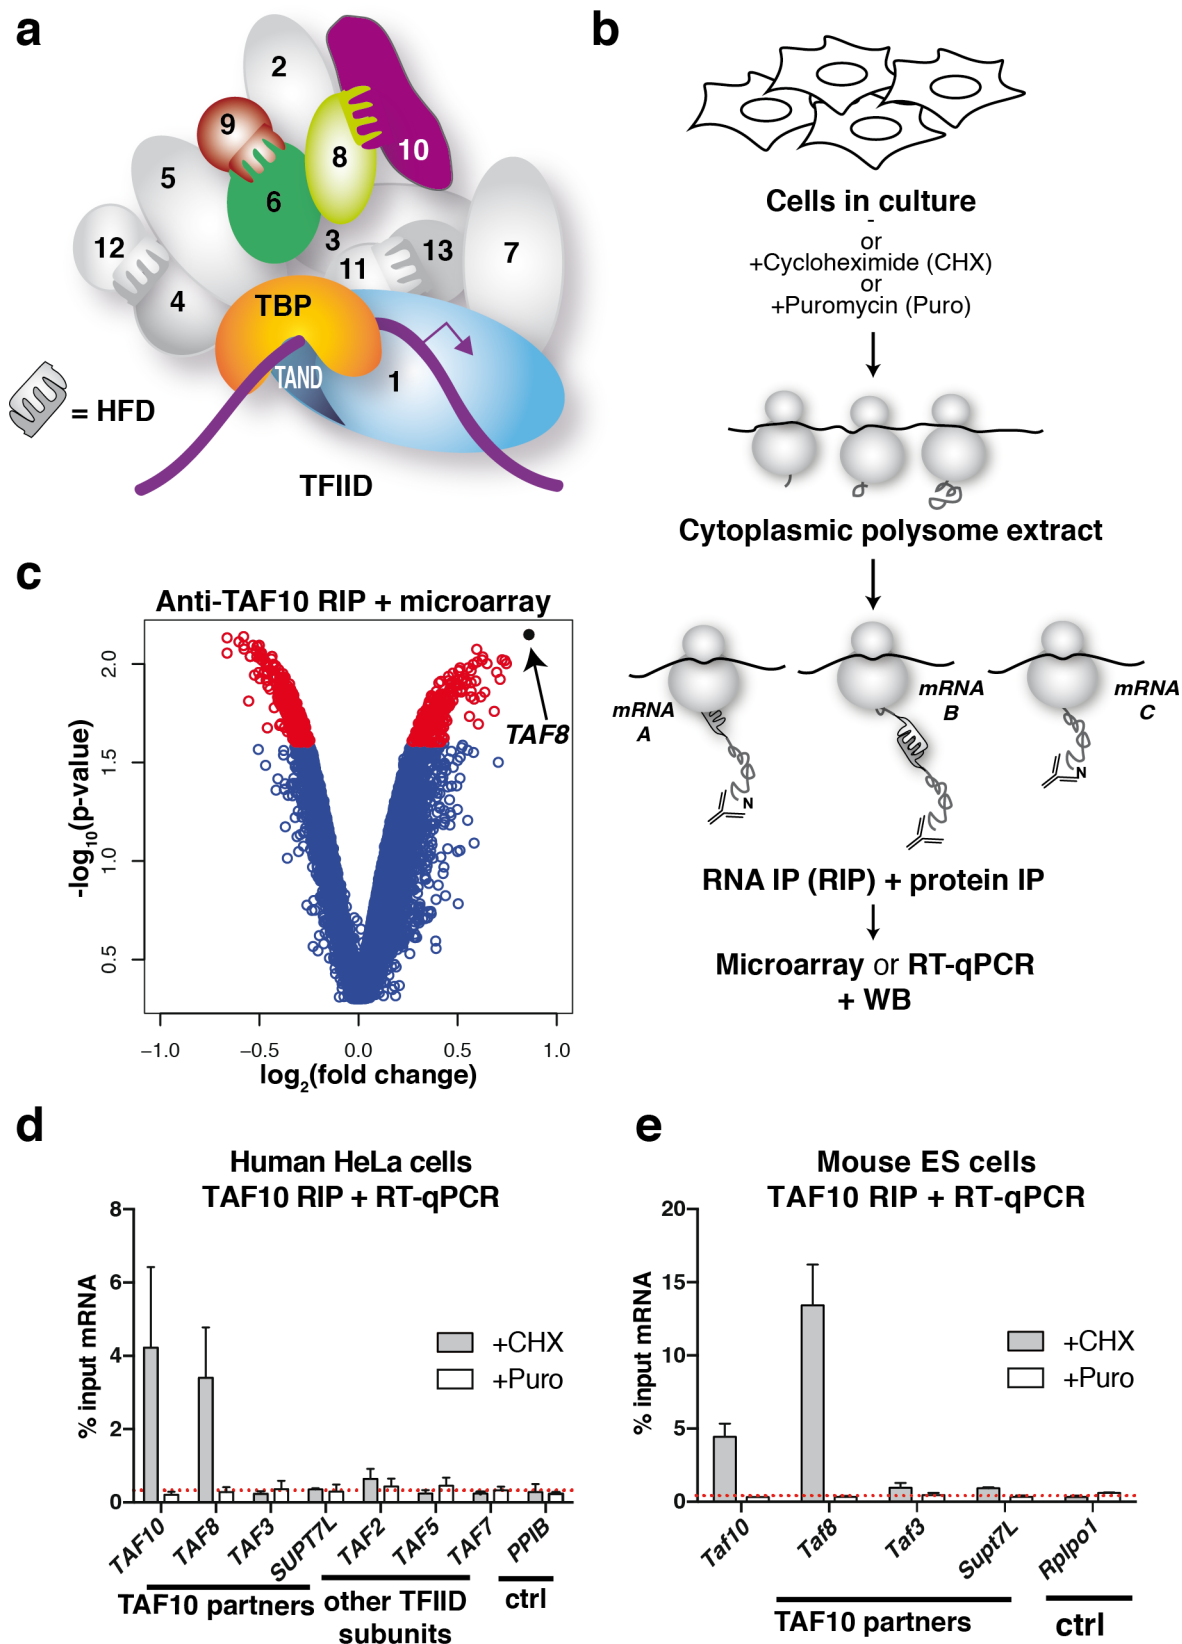 a
2
9
10
8
5
6
3
12
13
7
11
4
TBP
TAND
1
= HFD
TFIID
b
Cells in culture
-
or
+Cycloheximide (CHX)
or
+Puromycin (Puro)
Cytoplasmic polysome extract
mRNA
A
N
mRNA
B
mRNA
C
N
RNA IP (RIP) + protein IP
Microarray or RT-qPCR
+ WB
c
Anti-TAF10 RIP + microarray
-log10(p-value)
2.0
1.5
1.0
0.5
TAF8
−1.0
−0.5
0.0
0.5
1.0
log2(fold change)
d
Human HeLa cells
TAF10 RIP + RT-qPCR
% input mRNA
8
6
4
2
0
+CHX
+Puro
TAF10
TAF8
TAF3
SUPT7L
TAF2
TAF5
TAF7
PPIB
TAF10 partners
other TFIID
subunits
ctrl
e
Mouse ES cells
TAF10 RIP + RT-qPCR
% input mRNA
20
15
10
5
0
+CHX
+Puro
Taf10
Taf8
Taf3
Supt7L
Rplpo1
TAF10 partners
ctrl